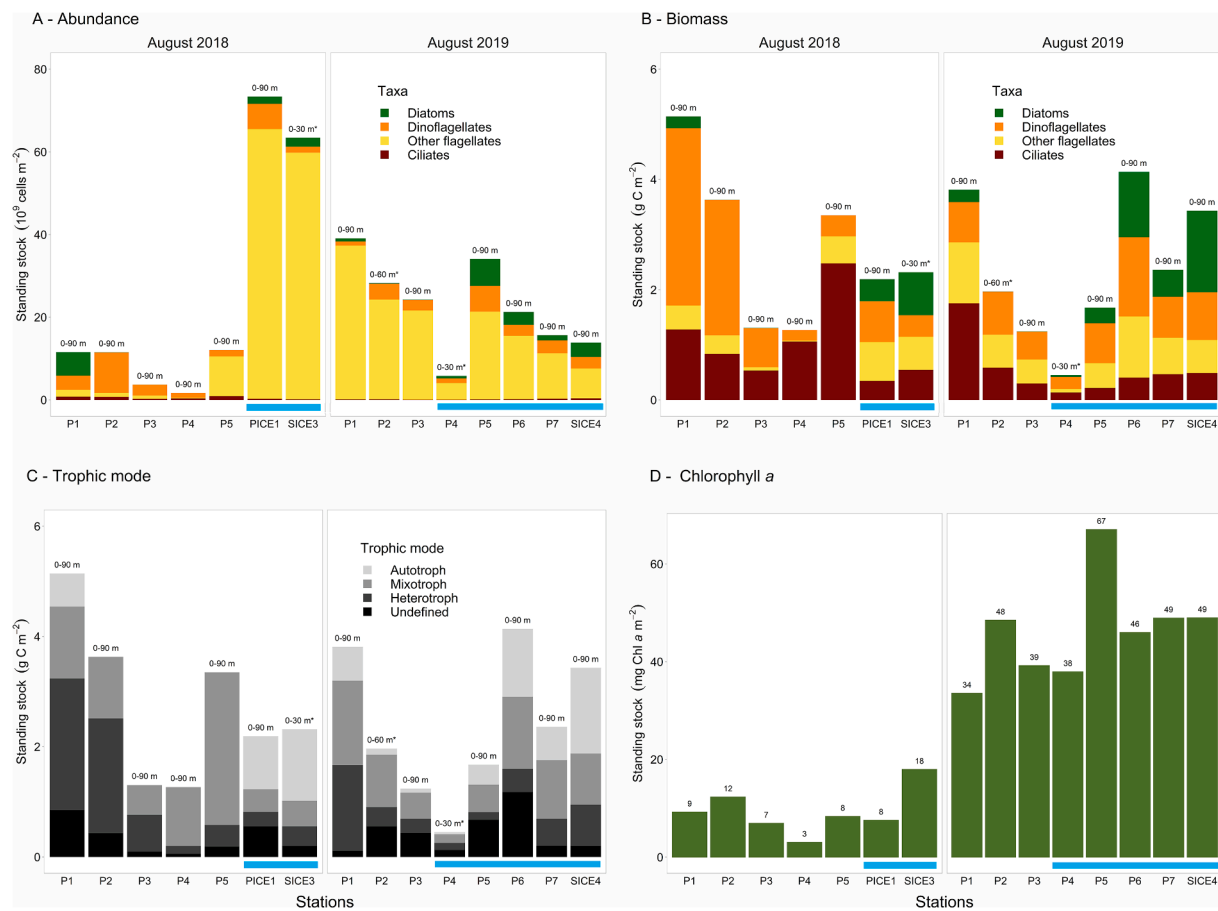 A - Abundance
August 2018
August 2019
Standing stock (10⁹ cells m⁻²)
80
60
40
20
0
0-90 m
0-90 m
0-90 m
0-90 m
0-90 m
0-90 m
0-30 m*
0-90 m
0-60 m*
0-90 m
0-30 m*
0-90 m
0-90 m
0-90 m
0-90 m
Taxa
Diatoms
Dinoflagellates
Other flagellates
Ciliates
P1 P2 P3 P4 P5 PICE1 SICE3
P1 P2 P3 P4 P5 P6 P7 SICE4
B - Biomass
August 2018
August 2019
Standing stock (g C m⁻²)
6
4
2
0
0-90 m
0-90 m
0-90 m
0-90 m
0-90 m
0-90 m
0-30 m*
0-90 m
0-60 m*
0-90 m
0-30 m*
0-90 m
0-90 m
0-90 m
0-90 m
Taxa
Diatoms
Dinoflagellates
Other flagellates
Ciliates
P1 P2 P3 P4 P5 PICE1 SICE3
P1 P2 P3 P4 P5 P6 P7 SICE4
C - Trophic mode
Standing stock (g C m⁻²)
6
4
2
0
0-90 m
0-90 m
0-90 m
0-90 m
0-90 m
0-90 m
0-30 m*
0-90 m
0-60 m*
0-90 m
0-30 m*
0-90 m
0-90 m
0-90 m
0-90 m
Trophic mode
Autotroph
Mixotroph
Heterotroph
Undefined
P1 P2 P3 P4 P5 PICE1 SICE3
P1 P2 P3 P4 P5 P6 P7 SICE4
Stations
D - Chlorophyll a
Standing stock (mg Chl a m⁻²)
60
40
20
0
9
12
7
3
8
8
18
34
48
39
38
67
46
49
49
P1 P2 P3 P4 P5 PICE1 SICE3
P1 P2 P3 P4 P5 P6 P7 SICE4
Stations